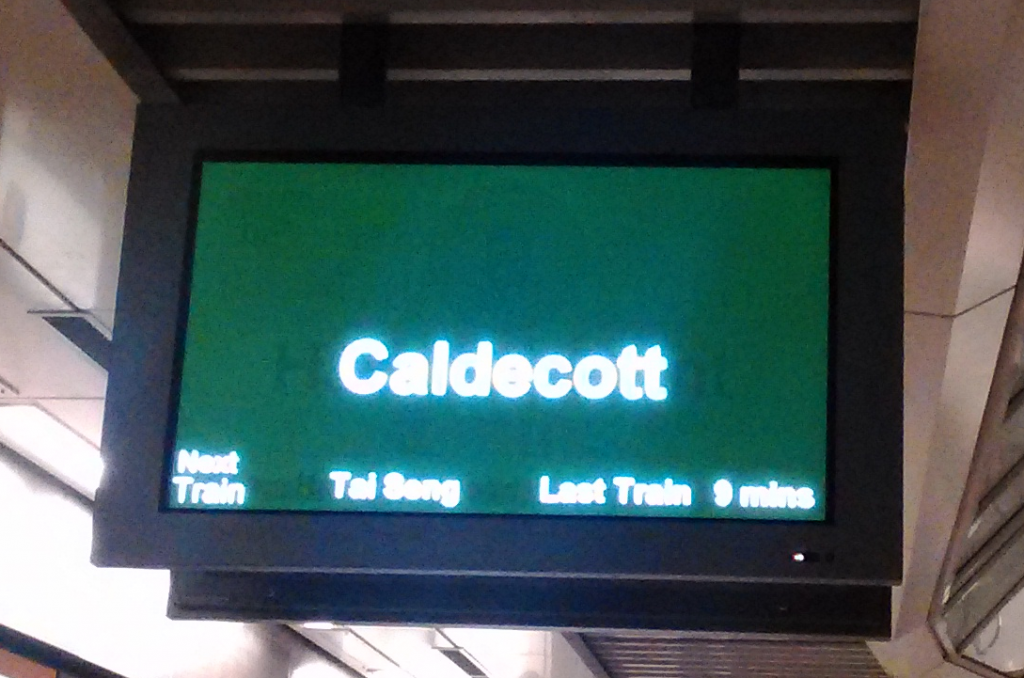 Caldecott
Next
Train Tai Seng Last Train 9 mins